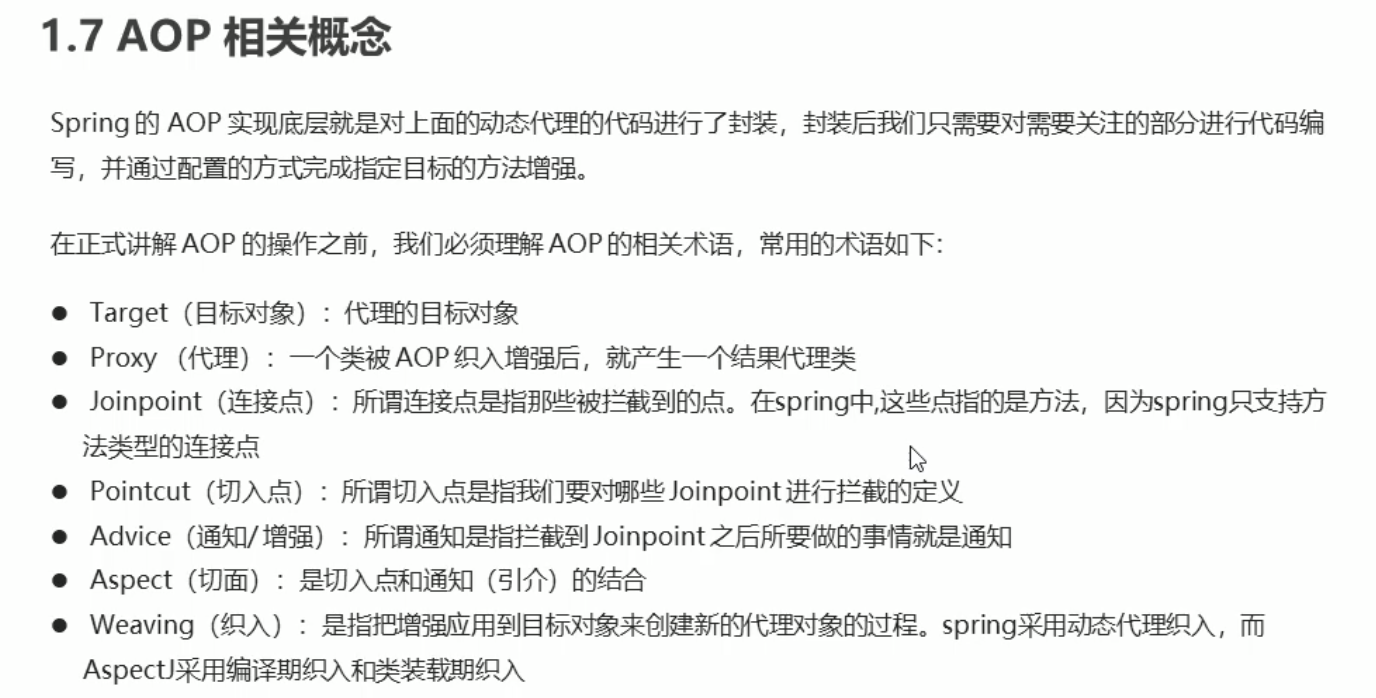 1.7 AOP 相关概念
Spring 的 AOP 实现底层就是对上面的动态代理的代码进行了封装，封装后我们只需要对需要关注的部分进行代码编
写，并通过配置的方式完成指定目标的方法增强。
在正式讲解 AOP 的操作之前，我们必须理解 AOP 的相关术语，常用的术语如下：
● Target（目标对象）：代理的目标对象
● Proxy （代理）：一个类被 AOP 织入增强后，就产生一个结果代理类
● Joinpoint（连接点）：所谓连接点是指那些被拦截到的点。在spring中,这些点指的是方法，因为spring只支持方
法类型的连接点
● Pointcut（切入点）：所谓切入点是指我们要对哪些 Joinpoint 进行拦截的定义
● Advice（通知/ 增强）：所谓通知是指拦截到 Joinpoint 之后所要做的事情就是通知
● Aspect（切面）：是切入点和通知（引介）的结合
● Weaving（织入）：是指把增强应用到目标对象来创建新的代理对象的过程。spring采用动态代理织入，而
AspectJ采用编译期织入和类装载期织入